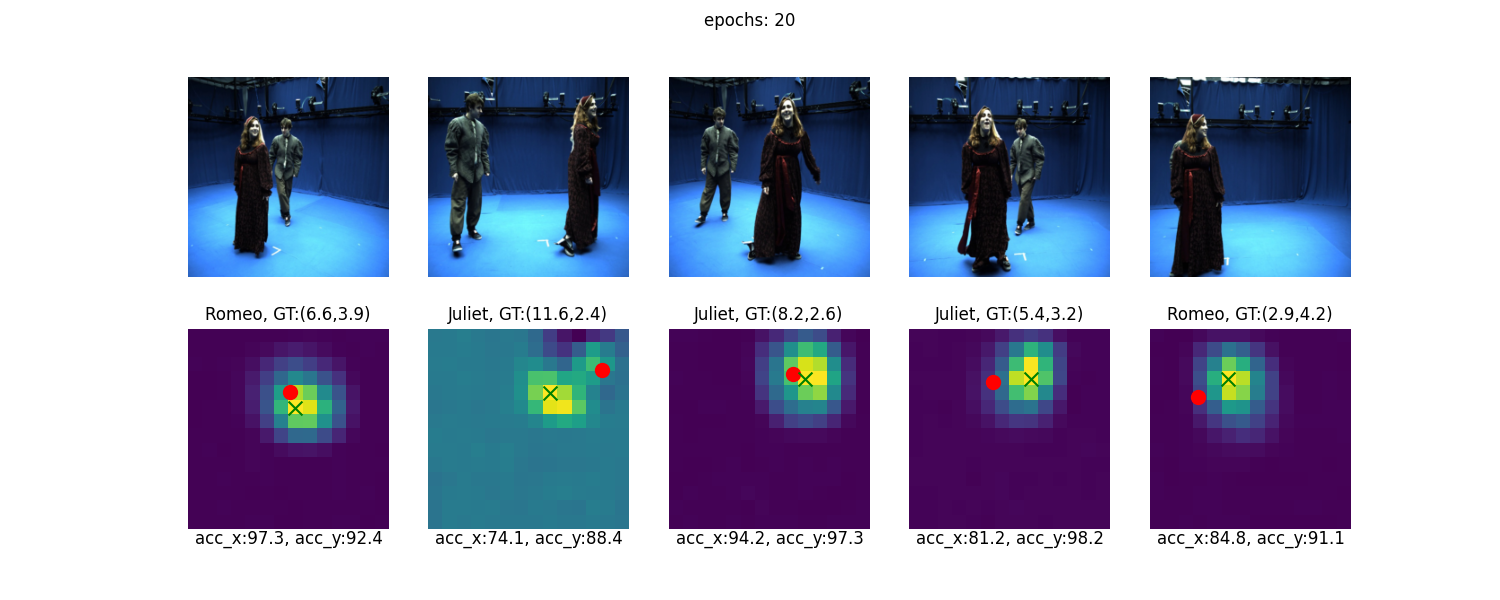 epochs: 20
Romeo, GT:(6.6,3.9)
Juliet, GT:(11.6,2.4)
Juliet, GT:(8.2,2.6)
Juliet, GT:(5.4,3.2)
Romeo, GT:(2.9,4.2)
acc_x:97.3, acc_y:92.4
acc_x:74.1, acc_y:88.4
acc_x:94.2, acc_y:97.3
acc_x:81.2, acc_y:98.2
acc_x:84.8, acc_y:91.1